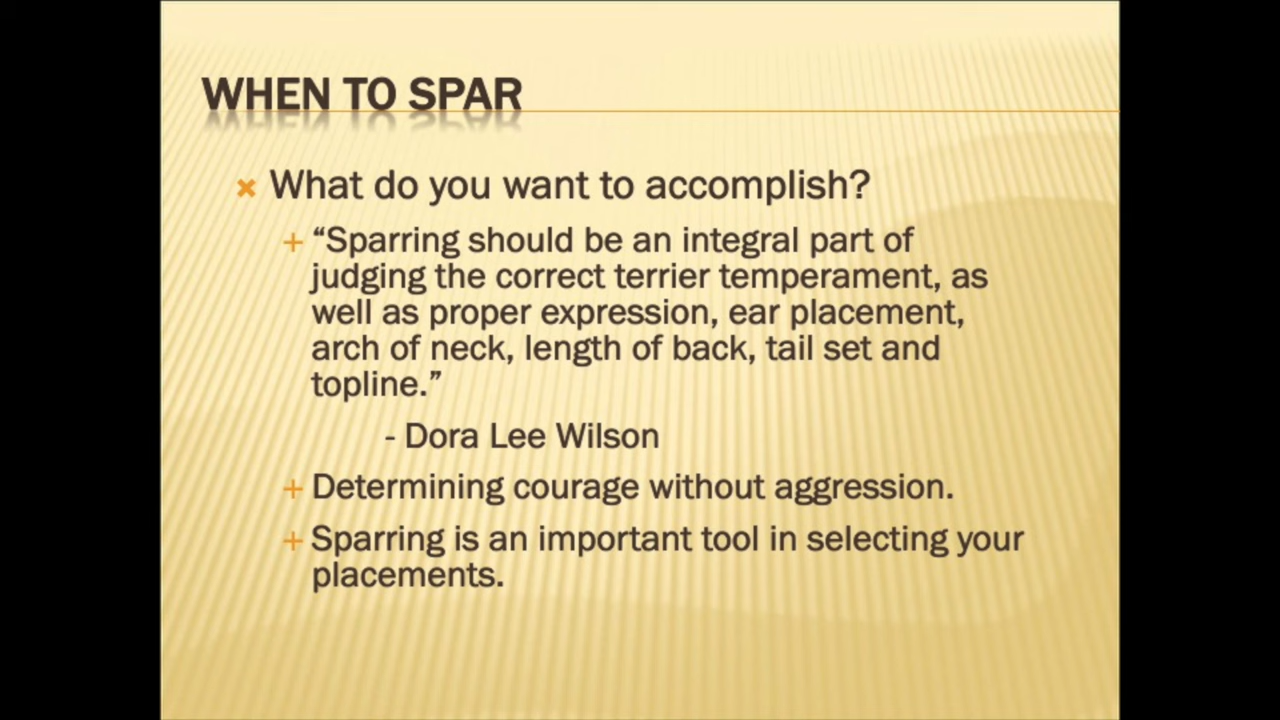 WHEN TO SPAR
What do you want to accomplish?
“Sparring should be an integral part of
judging the correct terrier temperament, as
well as proper expression, ear placement,
arch of neck, length of back, tail set and
topline.”
- Dora Lee Wilson
Determining courage without aggression.
Sparring is an important tool in selecting your
placements.